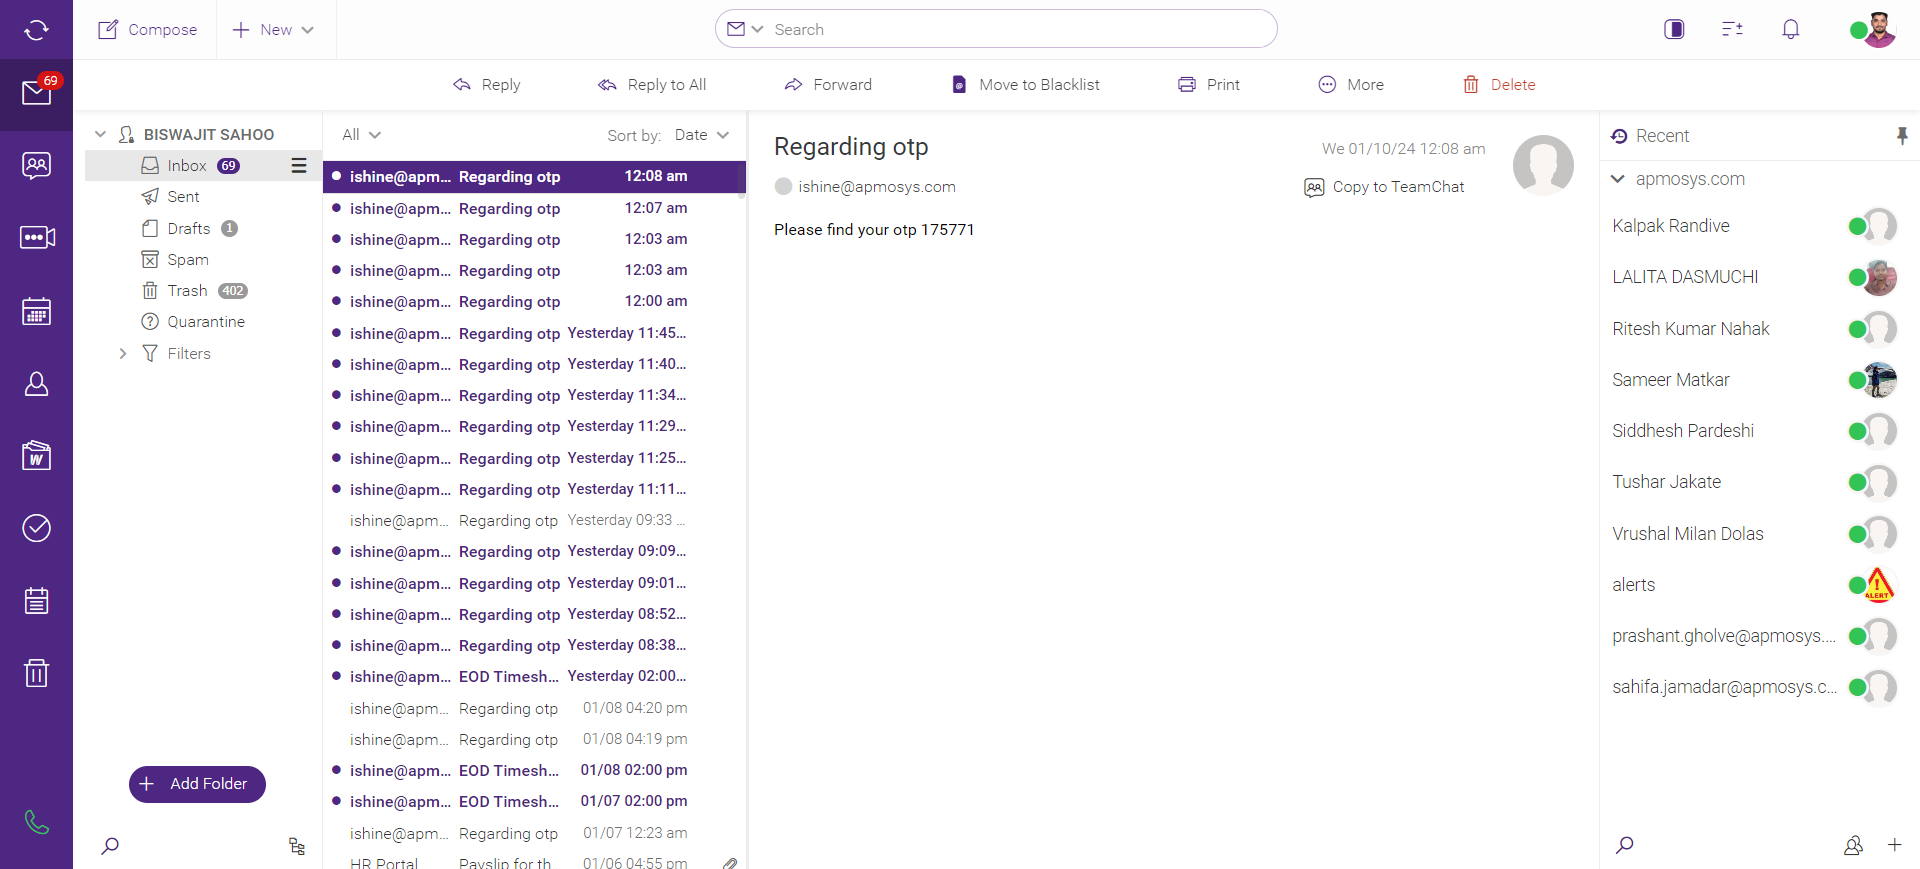 Compose
New
Search
69
Reply
Reply to All
Forward
Move to Blacklist
Print
More
Delete
BISWAJIT SAHOO
Inbox 69
Sent
Drafts 1
Spam
Trash 402
Quarantine
Filters
Add Folder
All
Sort by: Date
ishine@apm... Regarding otp 12:08 am
ishine@apm... Regarding otp 12:07 am
ishine@apm... Regarding otp 12:03 am
ishine@apm... Regarding otp 12:03 am
ishine@apm... Regarding otp 12:00 am
ishine@apm... Regarding otp Yesterday 11:45...
ishine@apm... Regarding otp Yesterday 11:40...
ishine@apm... Regarding otp Yesterday 11:34...
ishine@apm... Regarding otp Yesterday 11:29...
ishine@apm... Regarding otp Yesterday 11:25...
ishine@apm... Regarding otp Yesterday 11:11...
ishine@apm... Regarding otp Yesterday 09:33 ...
ishine@apm... Regarding otp Yesterday 09:09...
ishine@apm... Regarding otp Yesterday 09:01...
ishine@apm... Regarding otp Yesterday 08:52...
ishine@apm... Regarding otp Yesterday 08:38...
ishine@apm... EOD Timesh... Yesterday 02:00...
ishine@apm... Regarding otp 01/08 04:20 pm
ishine@apm... Regarding otp 01/08 04:19 pm
ishine@apm... EOD Timesh... 01/08 02:00 pm
ishine@apm... EOD Timesh... 01/07 02:00 pm
ishine@apm... Regarding otp 01/07 12:23 am
HR Portal Payslip for th 01/06 04:55 pm
Regarding otp
We 01/10/24 12:08 am
ishine@apmosys.com
Copy to TeamChat
Please find your otp 175771
Recent
apmosys.com
Kalpak Randive
LALITA DASMUCHI
Ritesh Kumar Nahak
Sameer Matkar
Siddhesh Pardeshi
Tushar Jakate
Vrushal Milan Dolas
alerts
ALERT
prashant.gholve@apmosys....
sahifa.jamadar@apmosys.c...